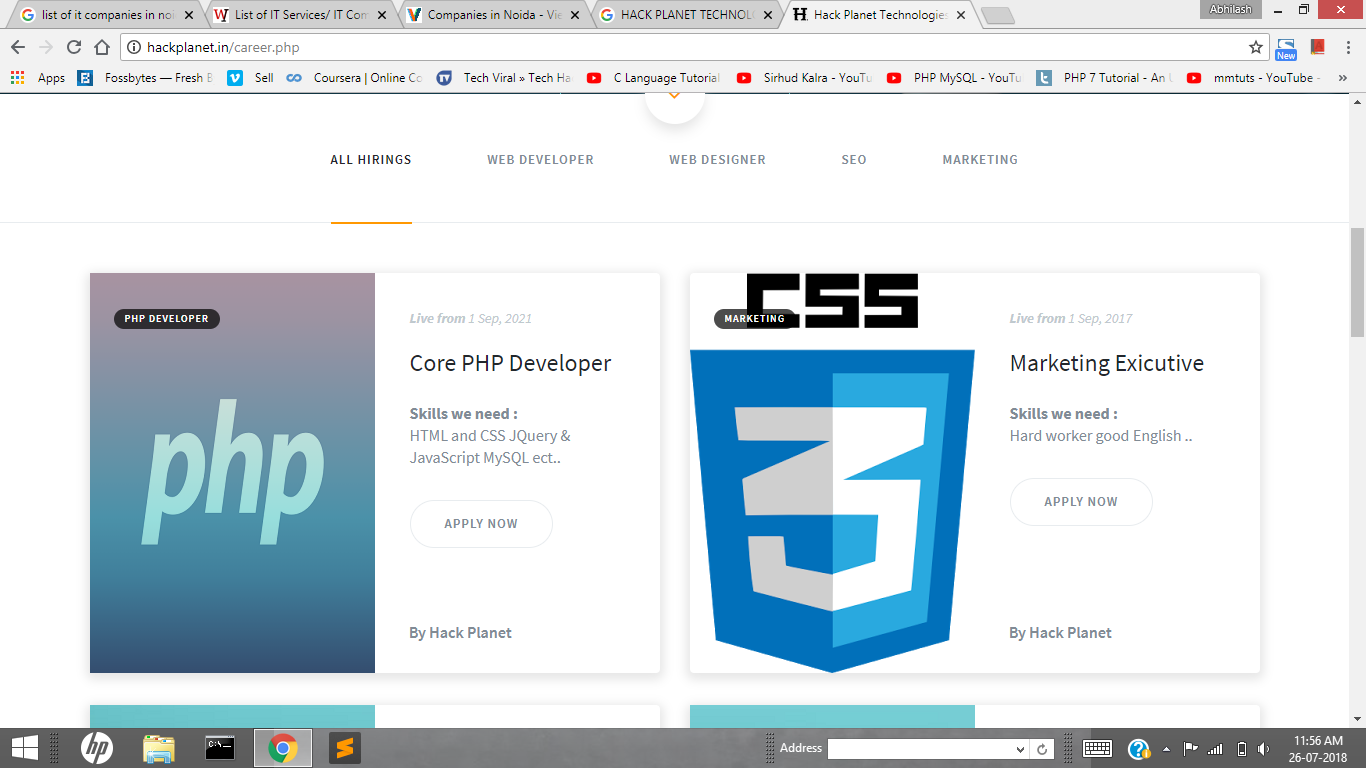 list of it companies in noi
List of IT Services/ IT Com
Companies in Noida - Vie
HACK PLANET TECHNOLO
Hack Planet Technologies
Abhilash
hackplanet.in/career.php
New
Apps
Fossbytes — Fresh B
Sell
Coursera | Online Co
Tech Viral » Tech Ha
C Language Tutorial
Sirhud Kalra - YouTu
PHP MySQL - YouTu
PHP 7 Tutorial - An U
mmtuts - YouTube -
ALL HIRINGS
WEB DEVELOPER
WEB DESIGNER
SEO
MARKETING
PHP DEVELOPER
php
Live from 1 Sep, 2021
Core PHP Developer
Skills we need :
HTML and CSS JQuery &
JavaScript MySQL ect..
APPLY NOW
By Hack Planet
CSS
MARKETING
3
Live from 1 Sep, 2017
Marketing Exicutive
Skills we need :
Hard worker good English ..
APPLY NOW
By Hack Planet
hp
C:\.
Address
11:56 AM
26-07-2018